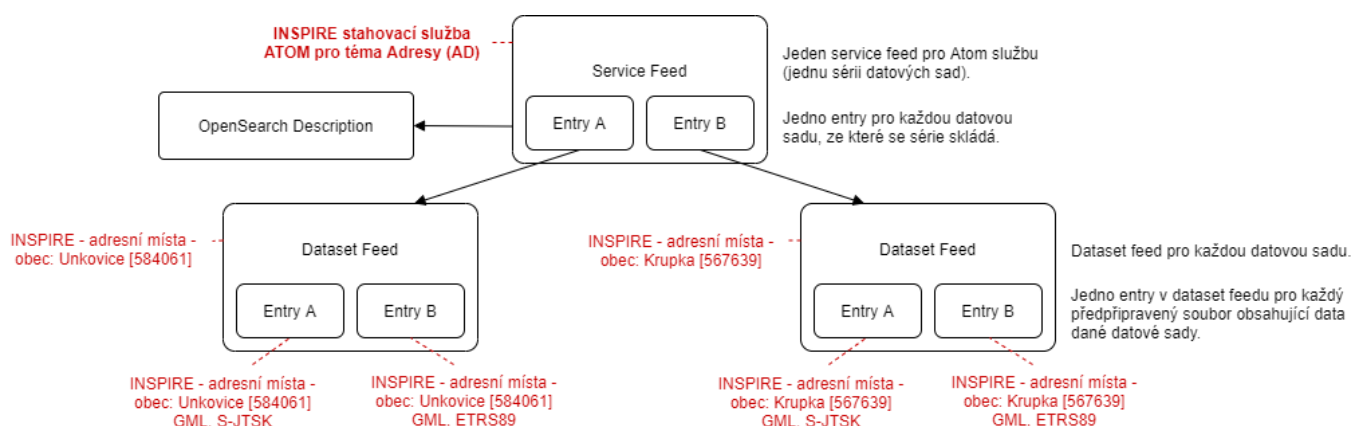 INSPIRE stahovací služba
ATOM pro téma Adresy (AD)
Service Feed
Jeden service feed pro Atom službu
(jednu sérii datových sad).
OpenSearch Description
Entry A
Entry B
Jedno entry pro každou datovou
sadu, ze které se série skládá.
INSPIRE - adresní místa -
obec: Unkovice [584061]
Dataset Feed
INSPIRE - adresní místa -
obec: Krupka [567639]
Dataset Feed
Dataset feed pro každou datovou sadu.
Entry A
Entry B
Entry A
Entry B
Jedno entry v dataset feedu pro každý
předpřipravený soubor obsahující data
dané datové sady.
INSPIRE - adresní místa -
obec: Unkovice [584061]
GML, S-JTSK
INSPIRE - adresní místa -
obec: Unkovice [584061]
GML, ETRS89
INSPIRE - adresní místa -
obec: Krupka [567639]
GML, S-JTSK
INSPIRE - adresní místa -
obec: Krupka [567639]
GML, ETRS89